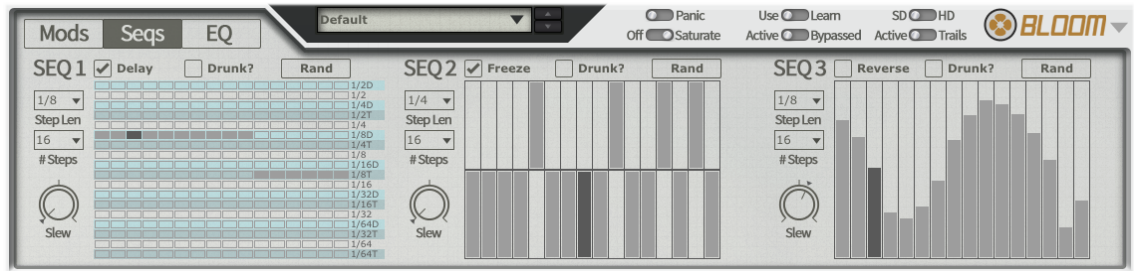 Default
Panic
Use Learn
SD HD
Off Saturate
Active Bypassed
Active Trails
BLOOM
Mods Seqs EQ
SEQ 1 Delay Drunk? Rand
1/8
Step Len
16
# Steps
Slew
1/2D
1/2
1/4D
1/2T
1/4
1/8D
1/4T
1/8
1/16D
1/8T
1/16
1/32D
1/16T
1/32
1/64D
1/32T
1/64
1/64T
SEQ 2 Freeze Drunk? Rand
1/4
Step Len
16
# Steps
Slew
SEQ 3 Reverse Drunk? Rand
1/8
Step Len
16
# Steps
Slew